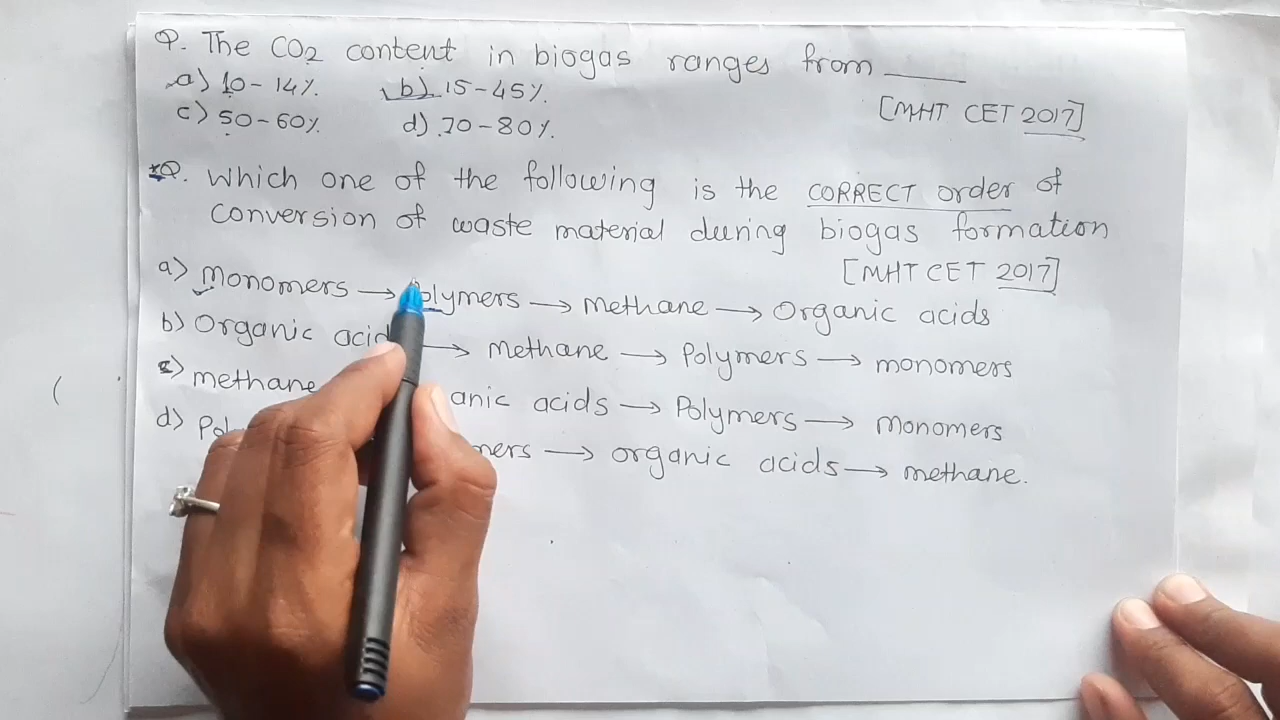 Q. The CO2 content in biogas ranges from ____
a) 10-14%. b) 15-45%.
[MHT CET 2017]
c) 50-60%. d) 70-80%.
*Q. Which one of the following is the CORRECT order of
conversion of waste material during biogas formation
[MHT CET 2017]
a) Monomers → Polymers → Methane → Organic acids
b) Organic acid → Methane → Polymers → monomers
c) methane anic acids → Polymers → monomers
d) Pol mers → organic acids → methane.